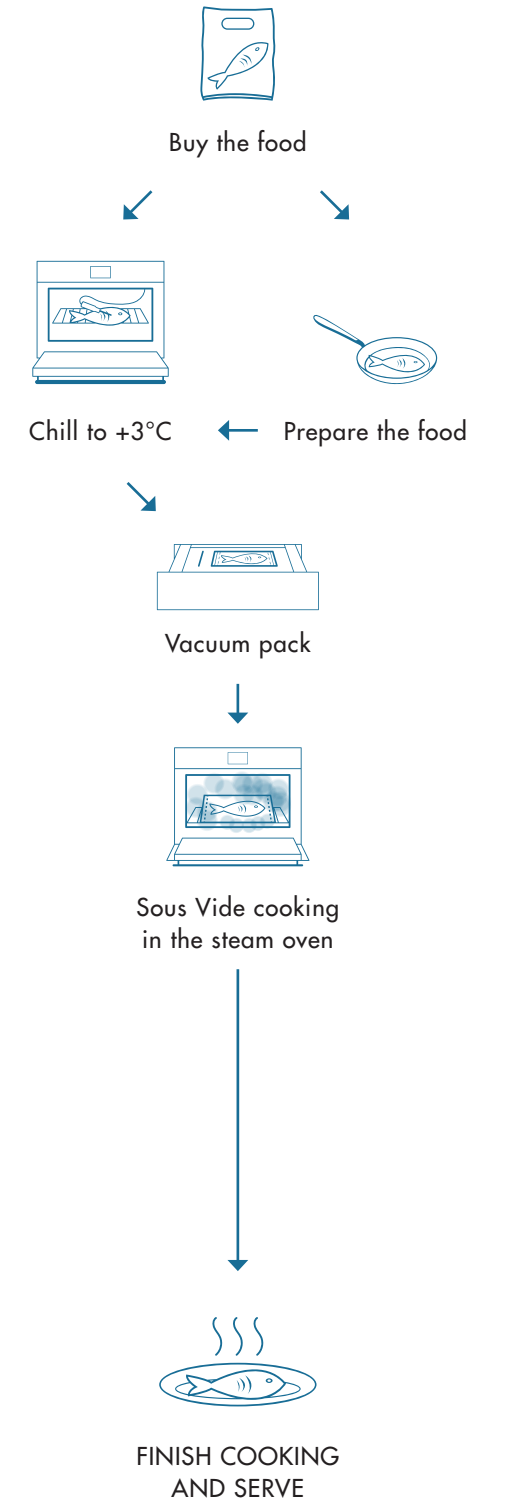 Buy the food
Chill to +3°C
Prepare the food
Vacuum pack
Sous Vide cooking
in the steam oven
FINISH COOKING
AND SERVE